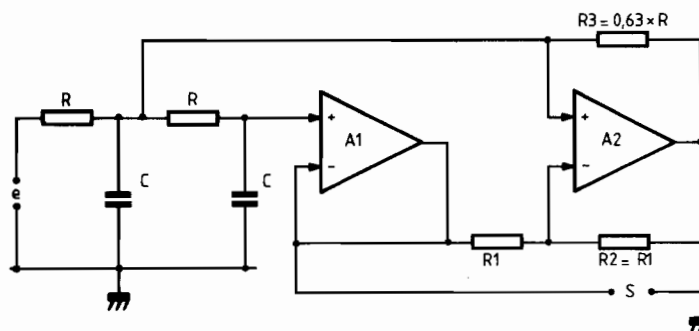 R3 = 0,63 × R
R
R
+
A1
−
+
A2
−
C
C
e
R1
R2 = R1
S